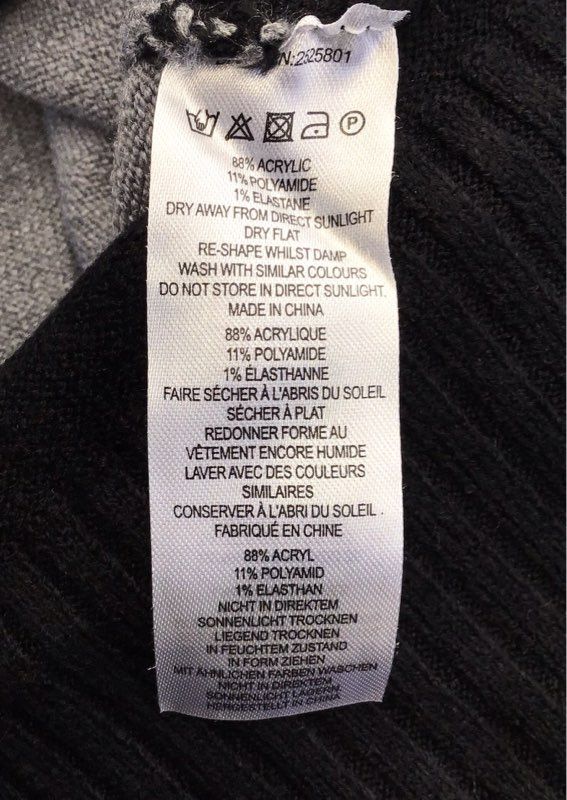 N:2525801
P
88% ACRYLIC
11% POLYAMIDE
1% ELASTANE
DRY AWAY FROM DIRECT SUNLIGHT
DRY FLAT
RE-SHAPE WHILST DAMP
WASH WITH SIMILAR COLOURS
DO NOT STORE IN DIRECT SUNLIGHT.
MADE IN CHINA
88% ACRYLIQUE
11% POLYAMIDE
1% ÉLASTHANNE
FAIRE SÉCHER À L'ABRIS DU SOLEIL
SÉCHER À PLAT
REDONNER FORME AU
VÊTEMENT ENCORE HUMIDE
LAVER AVEC DES COULEURS
SIMILAIRES
CONSERVER À L'ABRI DU SOLEIL .
FABRIQUÉ EN CHINE
88% ACRYL
11% POLYAMID
1% ELASTHAN
NICHT IN DIREKTEM
SONNENLICHT TROCKNEN
LIEGEND TROCKNEN
IN FEUCHTEM ZUSTAND
IN FORM ZIEHEN
MIT ÄHNLICHEN FARBEN WASCHEN
NICHT IN DIREKTEM
SONNENLICHT LAGERN.
HERGESTELLT IN CHINA